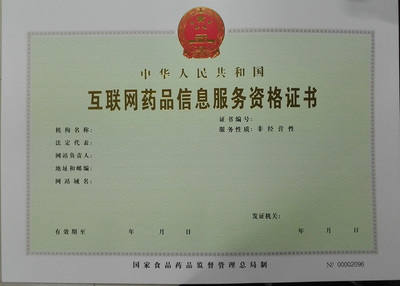 中华人民共和国
互联网药品信息服务资格证书
证书编号:
机构名称:
服务性质: 非经营性
法定代表:
网站负责人:
地址和邮编:
网站域名:
发证机关:
有效期至 年 月 日
年 月 日
国家食品药品监督管理总局制
№ 00002096